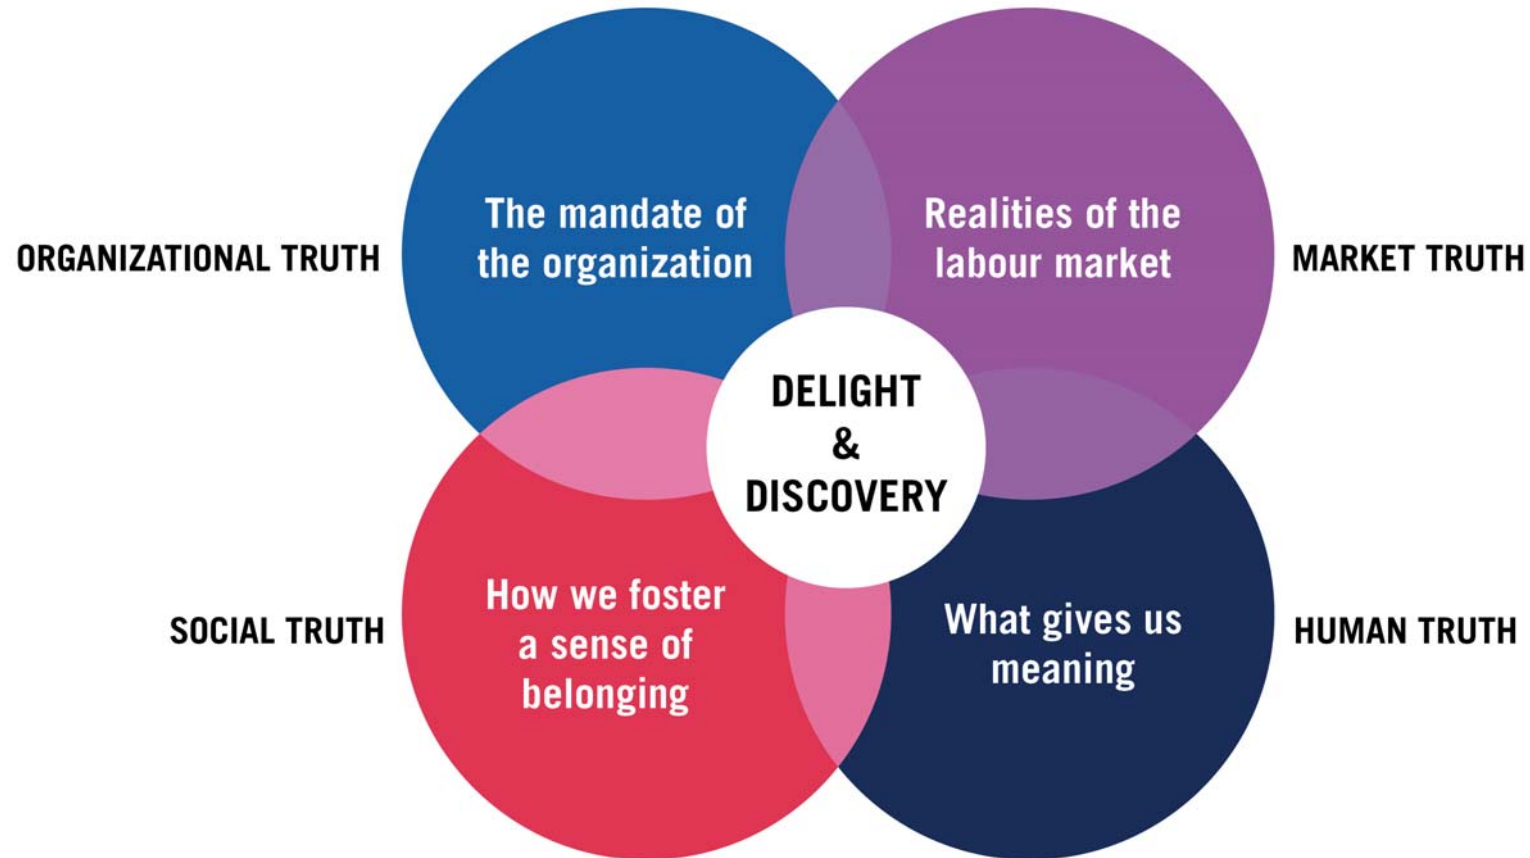 The mandate of
the organization
Realities of the
labour market
ORGANIZATIONAL TRUTH
MARKET TRUTH
DELIGHT
&
DISCOVERY
How we foster
a sense of
belonging
What gives us
meaning
SOCIAL TRUTH
HUMAN TRUTH